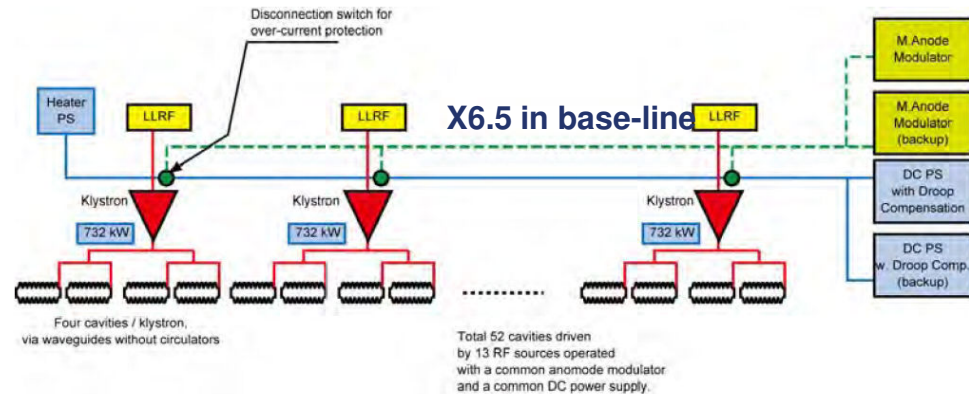 Disconnection switch for
over-current protection
Heater
PS
LLRF
LLRF
X6.5 in base-line
LLRF
M.Anode
Modulator
M.Anode
Modulator
(backup)
DC PS
with Droop
Compensation
DC PS
w. Droop Comp.
(backup)
Klystron
Klystron
Klystron
732 kW
732 kW
732 kW
Four cavities / klystron,
via waveguides without circulators
Total 52 cavities driven
by 13 RF sources operated
with a common anomode modulator
and a common DC power supply.